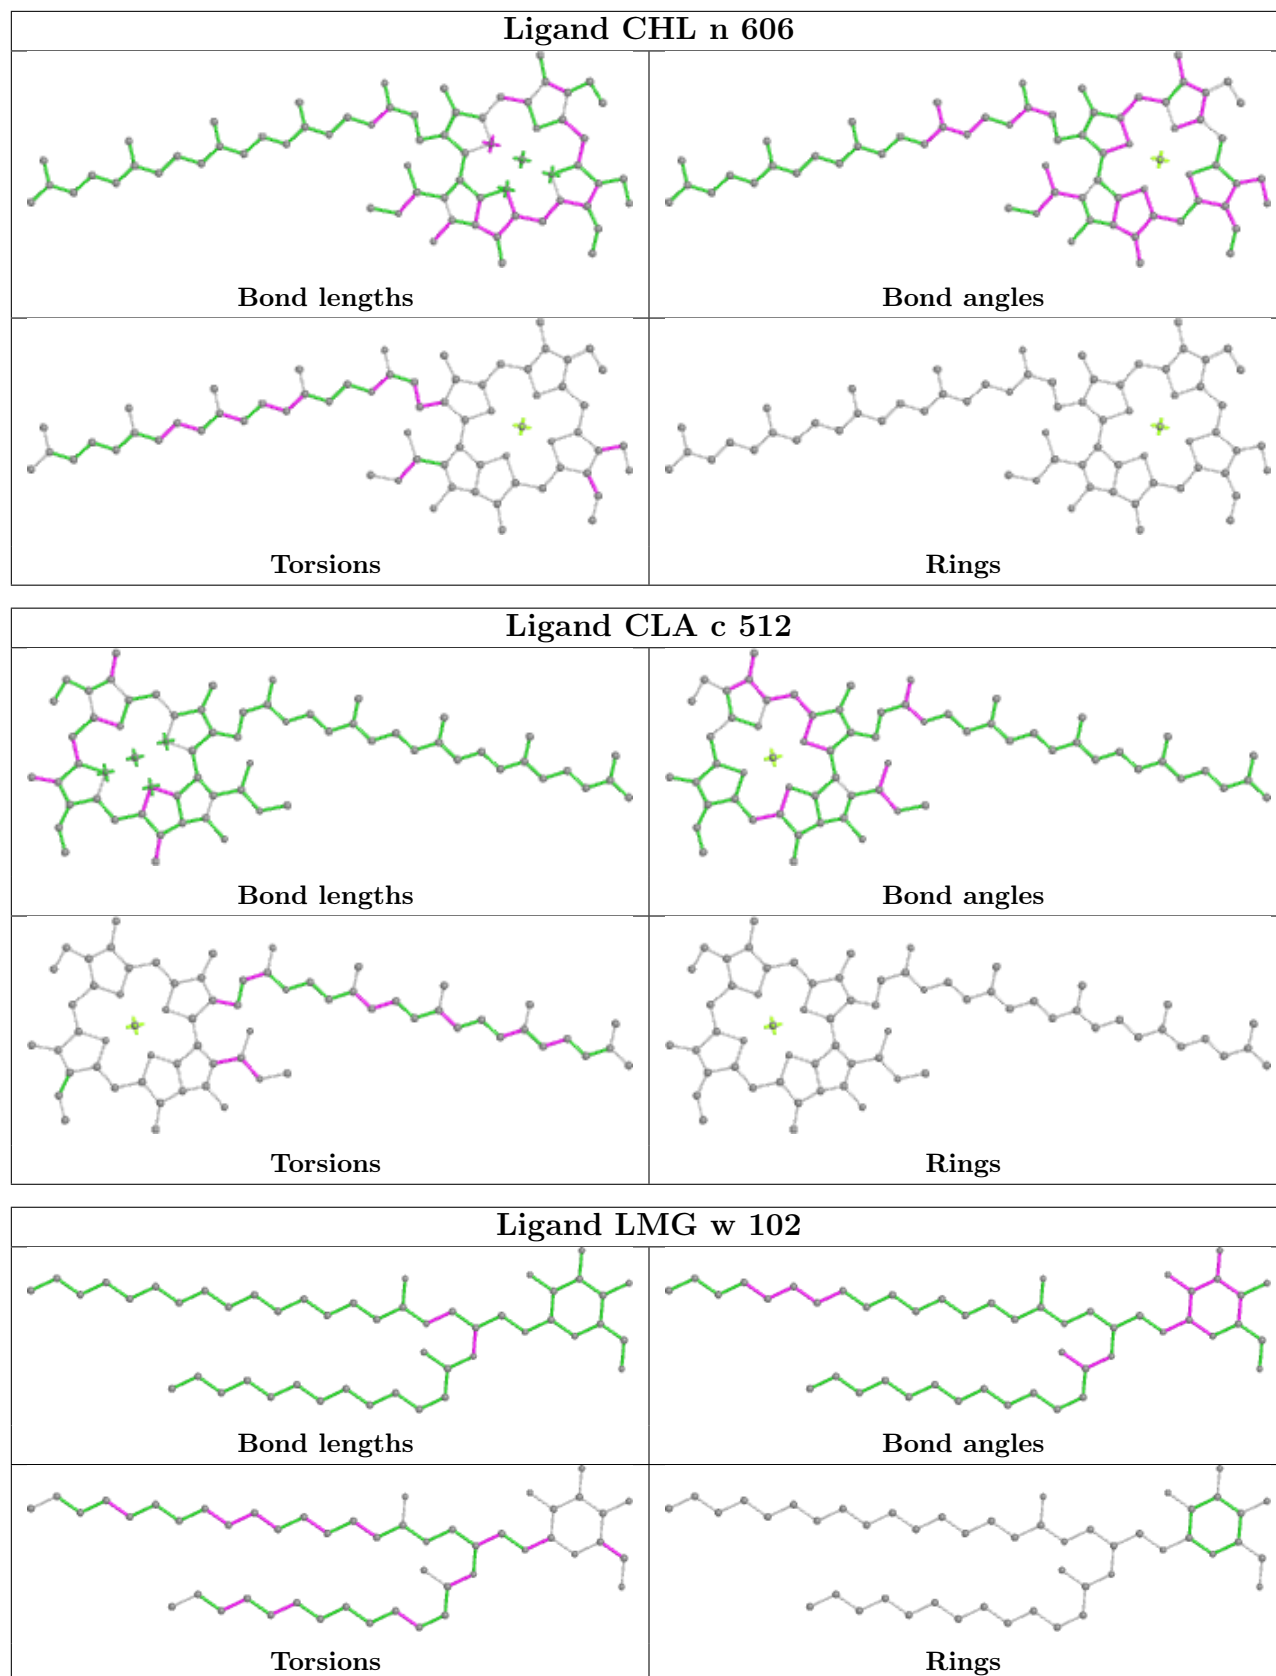 Ligand CHL n 606
Bond lengths
Bond angles
Torsions
Rings
Ligand CLA c 512
Bond lengths
Bond angles
Torsions
Rings
Ligand LMG w 102
Bond lengths
Bond angles
Torsions
Rings